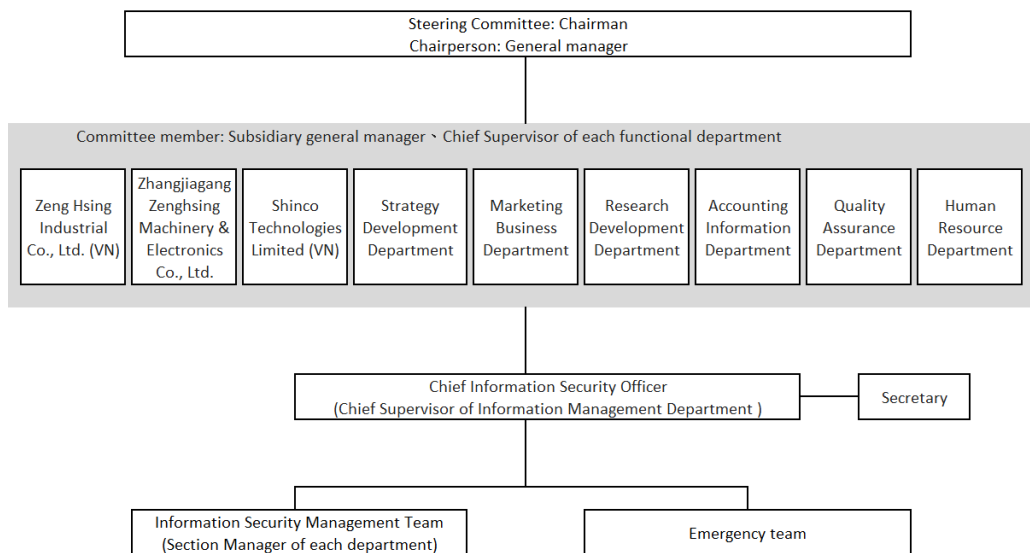 Steering Committee: Chairman
Chairperson: General manager
Committee member: Subsidiary general manager、Chief Supervisor of each functional department
Zeng Hsing
Industrial
Co., Ltd. (VN)
Zhangjiagang
Zenghsing
Machinery &
Electronics
Co., Ltd.
Shinco
Technologies
Limited (VN)
Strategy
Development
Department
Marketing
Business
Department
Research
Development
Department
Accounting
Information
Department
Quality
Assurance
Department
Human
Resource
Department
Chief Information Security Officer
(Chief Supervisor of Information Management Department )
Secretary
Information Security Management Team
(Section Manager of each department)
Emergency team